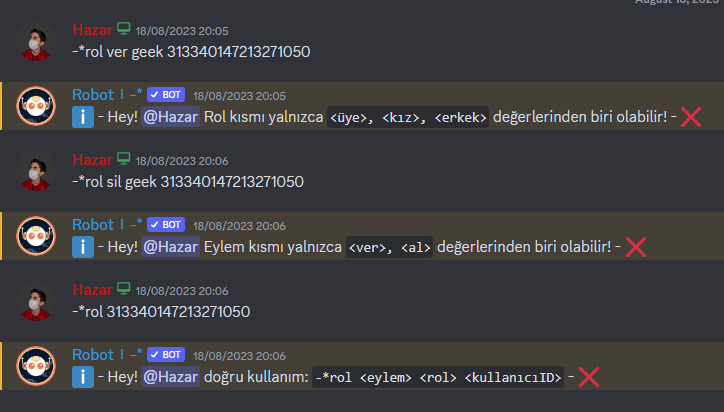 August 18, 2023
Hazar 18/08/2023 20:05
-*rol ver geek 313340147213271050
Robot | -* ✓ BOT 18/08/2023 20:05
i - Hey! @Hazar Rol kısmı yalnızca <üye>, <kız>, <erkek> değerlerinden biri olabilir! - ❌
Hazar 18/08/2023 20:06
-*rol sil geek 313340147213271050
Robot | -* ✓ BOT 18/08/2023 20:06
i - Hey! @Hazar Eylem kısmı yalnızca <ver>, <al> değerlerinden biri olabilir! - ❌
Hazar 18/08/2023 20:06
-*rol 313340147213271050
Robot | -* ✓ BOT 18/08/2023 20:06
i - Hey! @Hazar doğru kullanım: -*rol <eylem> <rol> <kullanıcıID> - ❌